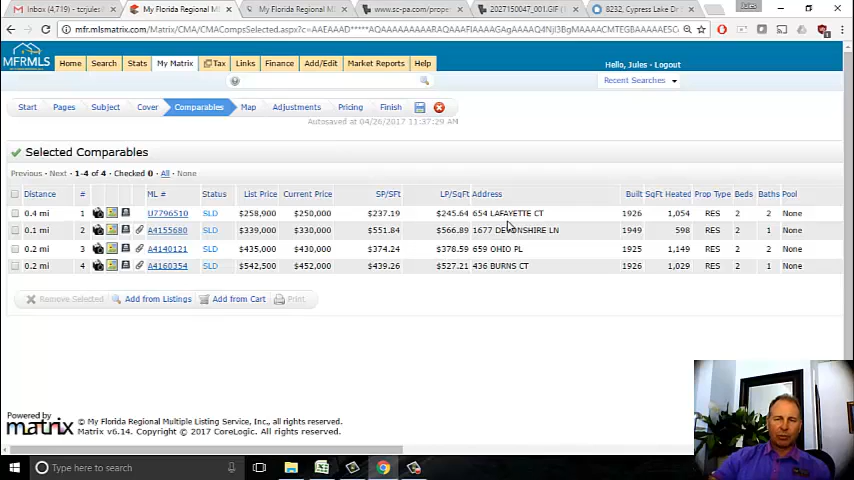 Inbox (4,719) - tcrjules
My Florida Regional M
My Florida Regional MS
www.sc-pa.com/prope
2027150047_001.GIF (
8232, Cypress Lake Dr
Jules
mfr.mlsmatrix.com/Matrix/CMA/CMACompsSelected.aspx?c=AAEAAAD*****AQAAAAAAAAARAQAAAFIAAAAGAgAAAAQ4NjI3BgMAAAACMTEGBAAAAAE5AEUs
MFRMLS
Home Search Stats My Matrix Tax Links Finance Add/Edit Market Reports Help
Hello, Jules Logout
Recent Searches
Start Pages Subject Cover Comparables Map Adjustments Pricing Finish
Autosaved at 04/26/2017 11:37:29 AM
Selected Comparables
Previous · Next · 1-4 of 4 · Checked 0 · All · None
Distance # ML # Status List Price Current Price SP/SFt LP/SqFt Address Built SqFt Heated Prop Type Beds Baths Pool
0.4 mi 1 U7796510 SLD $258,900 $250,000 $237.19 $245.64 654 LAFAYETTE CT 1926 1,054 RES 2 2 None
0.1 mi 2 A4155680 SLD $339,000 $330,000 $551.84 $566.89 1677 DEVONSHIRE LN 1949 598 RES 2 1 None
0.2 mi 3 A4140121 SLD $435,000 $430,000 $374.24 $378.59 659 OHIO PL 1925 1,149 RES 2 2 None
0.2 mi 4 A4160354 SLD $542,500 $452,000 $439.26 $527.21 436 BURNS CT 1926 1,029 RES 2 1 None
Remove Selected Add from Listings Add from Cart Print
Powered by
matrix
© My Florida Regional Multiple Listing Service, Inc., all rights reserved.
Matrix v6.14. Copyright © 2017 CoreLogic. All rights reserved.
Type here to search